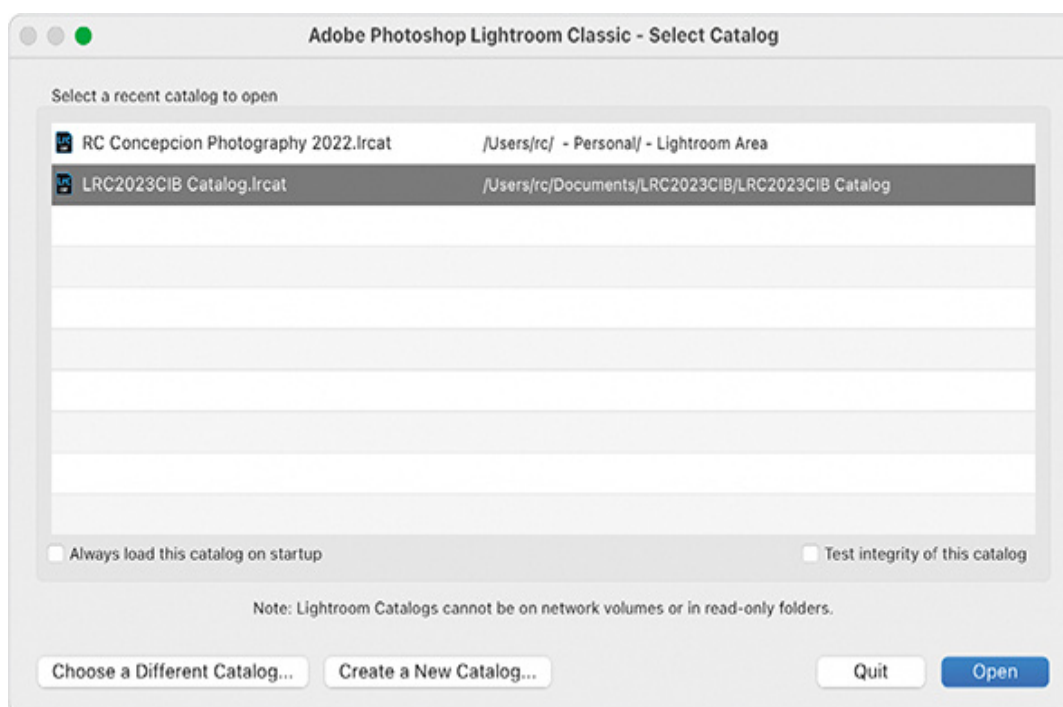 Adobe Photoshop Lightroom Classic - Select Catalog
Select a recent catalog to open
RC Concepcion Photography 2022.lrcat /Users/rc/ - Personal/ - Lightroom Area
LRC2023CIB Catalog.lrcat /Users/rc/Documents/LRC2023CIB/LRC2023CIB Catalog
Always load this catalog on startup Test integrity of this catalog
Note: Lightroom Catalogs cannot be on network volumes or in read-only folders.
Choose a Different Catalog... Create a New Catalog... Quit Open